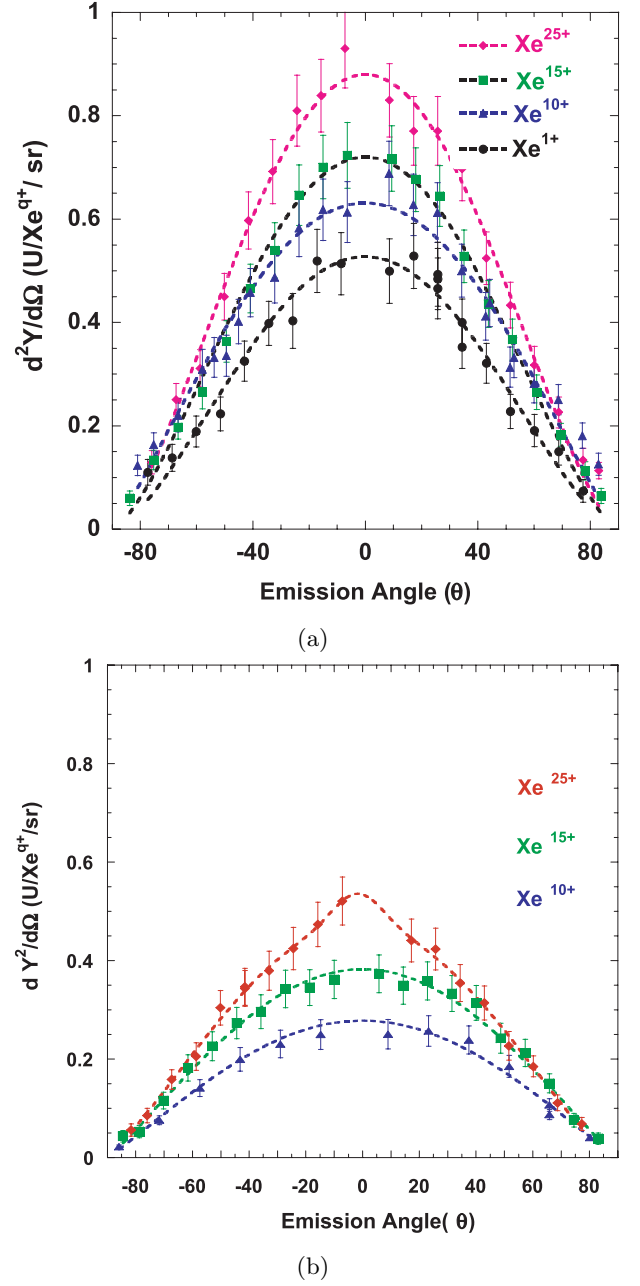 1
0.8
0.6
0.4
0.2
0
d²Y/dΩ (U/Xe^q+/ sr)
Xe²⁵⁺
Xe¹⁵⁺
Xe¹⁰⁺
Xe¹⁺
-80 -40 0 40 80
Emission Angle (θ)
(a)
1
0.8
0.6
0.4
0.2
0
d Y²/dΩ (U/Xe^q+/sr)
Xe ²⁵⁺
Xe ¹⁵⁺
Xe ¹⁰⁺
-80 -60 -40 -20 0 20 40 60 80
Emission Angle( θ)
(b)